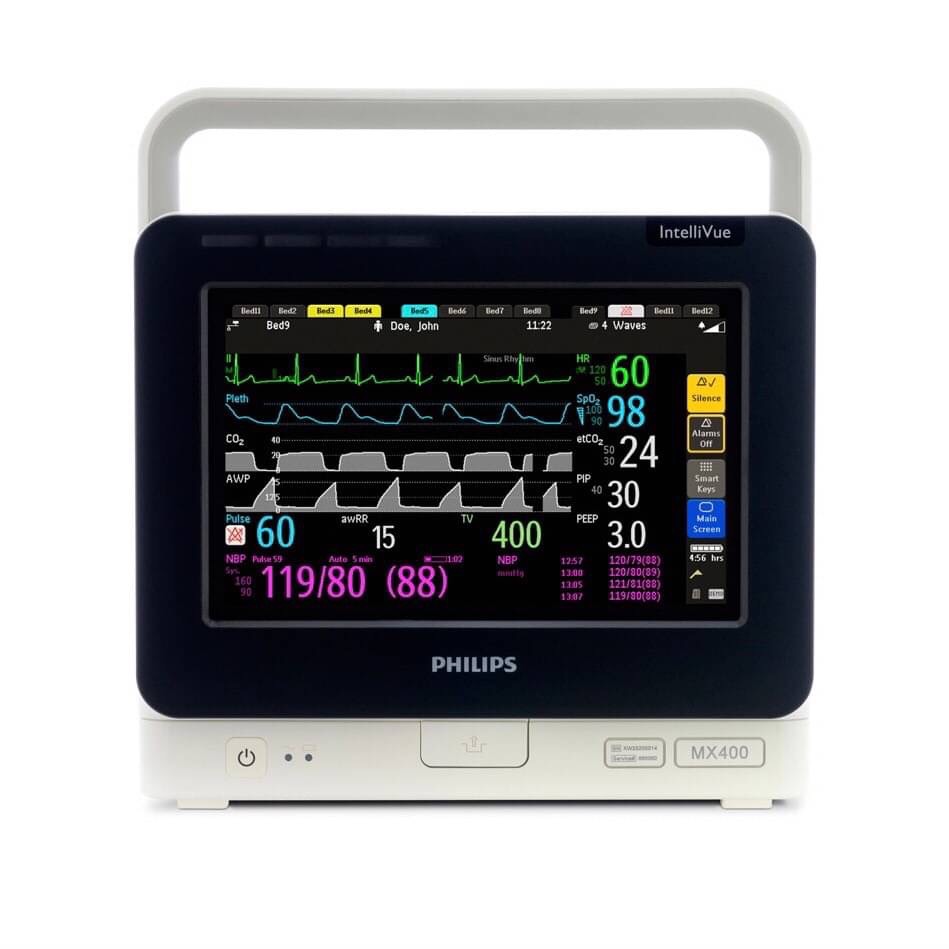 IntelliVue
Bed11 Bed2 Bed3 Bed4 Bed5 Bed6 Bed7 Bed8 Bed9 Bed11 Bed12
Bed9 Doe, John 11:22 4 Waves
II Sinus Rhythm HR
M 120 60
50
Silence
Pleth SpO2
100 98
90
Alarms
Off
CO2 40 etCO2
20 50 24
0 30
Smart
Keys
AWP PIP
40 30
Main
Screen
Pulse awRR TV PEEP
60 15 400 3.0
4:56 hrs
NBP Pulse 59 Auto 5 min 1:02 NBP 12:57 120/79(88)
Sys. mmHg 13:00 120/80(89)
160 119/80 (88) 13:05 121/81(88)
90 13:07 119/80(88)
DEMO
PHILIPS
Service#
MX400